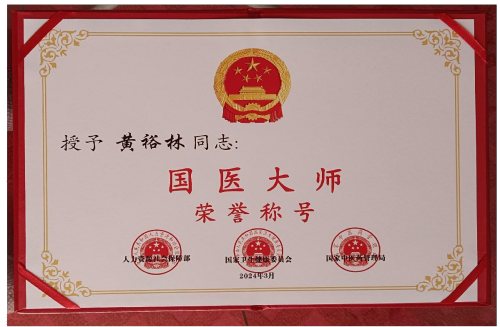 授予 黄裕林 同志:
国医大师
荣誉称号
人力资源社会保障部 国家卫生健康委员会 国家中医药管理局
2024年3月